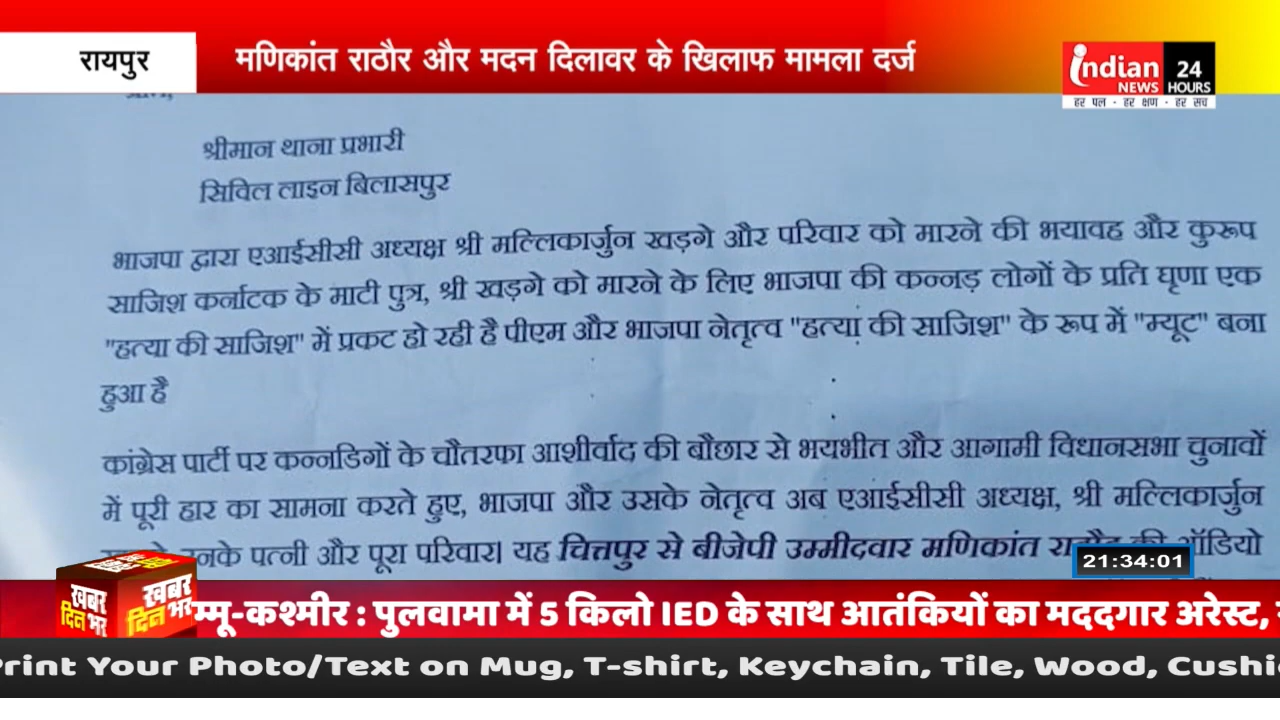 रायपुर
मणिकांत राठौर और मदन दिलावर के खिलाफ मामला दर्ज
indian
NEWS
24
HOURS
हर पल - हर क्षण - हर सच
श्रीमान थाना प्रभारी
सिविल लाइन बिलासपुर
भाजपा द्वारा एआईसीसी अध्यक्ष श्री मल्लिकार्जुन खड़गे और परिवार को मारने की भयावह और कुरूप
साजिश कर्नाटक के माटी पुत्र, श्री खड़गे को मारने के लिए भाजपा की कन्नड़ लोगों के प्रति घृणा एक
"हत्या की साजिश" में प्रकट हो रही है पीएम और भाजपा नेतृत्व "हत्या की साजिश" के रूप में "म्यूट" बना
हुआ है
कांग्रेस पार्टी पर कन्नडिगों के चौतरफा आशीर्वाद की बौछार से भयभीत और आगामी विधानसभा चुनावों
में पूरी हार का सामना करते हुए, भाजपा और उसके नेतृत्व अब एआईसीसी अध्यक्ष, श्री मल्लिकार्जुन
पत्नी और पूरा परिवार। यह चित्तपुर से बीजेपी उम्मीदवार मणिकांत
21:34:01
खबर
दिन भर
खबर
दिन भर
म्मू-कश्मीर : पुलवामा में 5 किलो IED के साथ आतंकियों का मददगार अरेस्ट,
Print Your Photo/Text on Mug, T-shirt, Keychain, Tile, Wood, Cushi